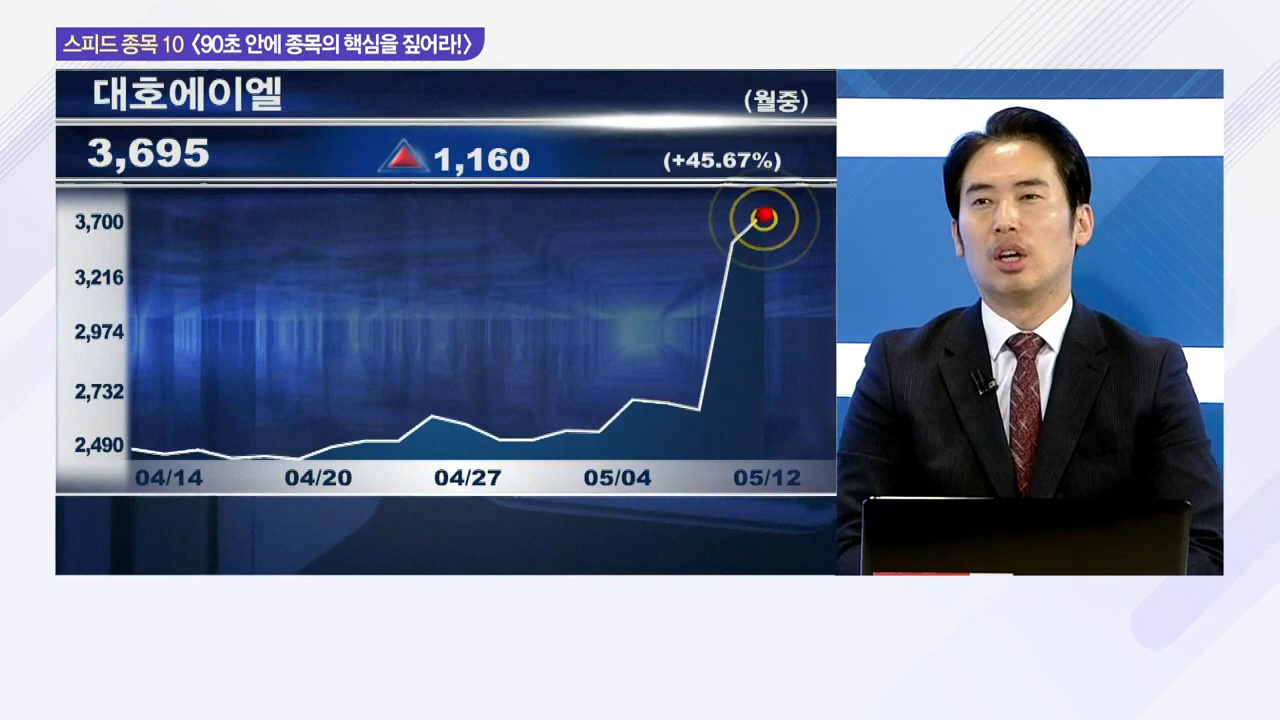 스피드 종목 10 <90초 안에 종목의 핵심을 짚어라!>
대호에이엘 (월중)
3,695 ▲ 1,160 (+45.67%)
3,700
3,216
2,974
2,732
2,490
04/14 04/20 04/27 05/04 05/12